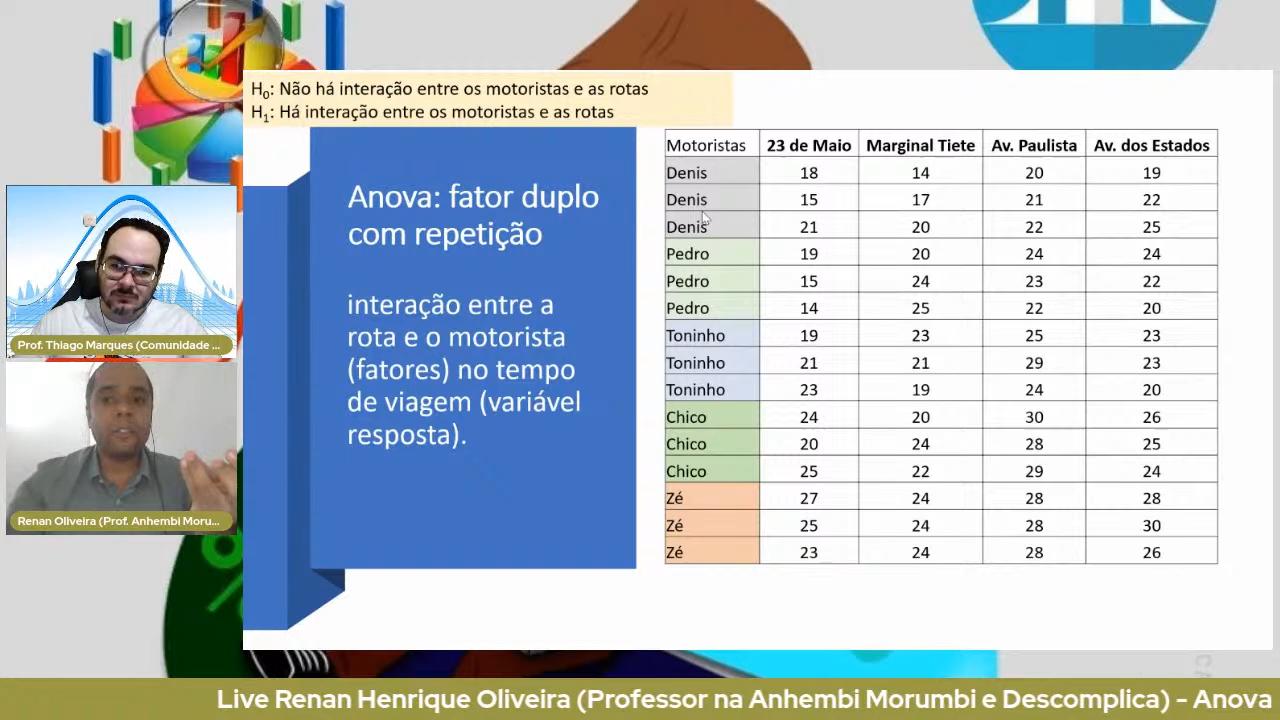 H₀: Não há interação entre os motoristas e as rotas
H₁: Há interação entre os motoristas e as rotas
Anova: fator duplo
com repetição
interação entre a
rota e o motorista
(fatores) no tempo
de viagem (variável
resposta).
Motoristas 23 de Maio Marginal Tiete Av. Paulista Av. dos Estados
Denis 18 14 20 19
Denis 15 17 21 22
Denis 21 20 22 25
Pedro 19 20 24 24
Pedro 15 24 23 22
Pedro 14 25 22 20
Toninho 19 23 25 23
Toninho 21 21 29 23
Toninho 23 19 24 20
Chico 24 20 30 26
Chico 20 24 28 25
Chico 25 22 29 24
Zé 27 24 28 28
Zé 25 24 28 30
Zé 23 24 28 26
Prof. Thiago Marques (Comunidade ...
Renan Oliveira (Prof. Anhembi Moru...
Live Renan Henrique Oliveira (Professor na Anhembi Morumbi e Descomplica) - Anova